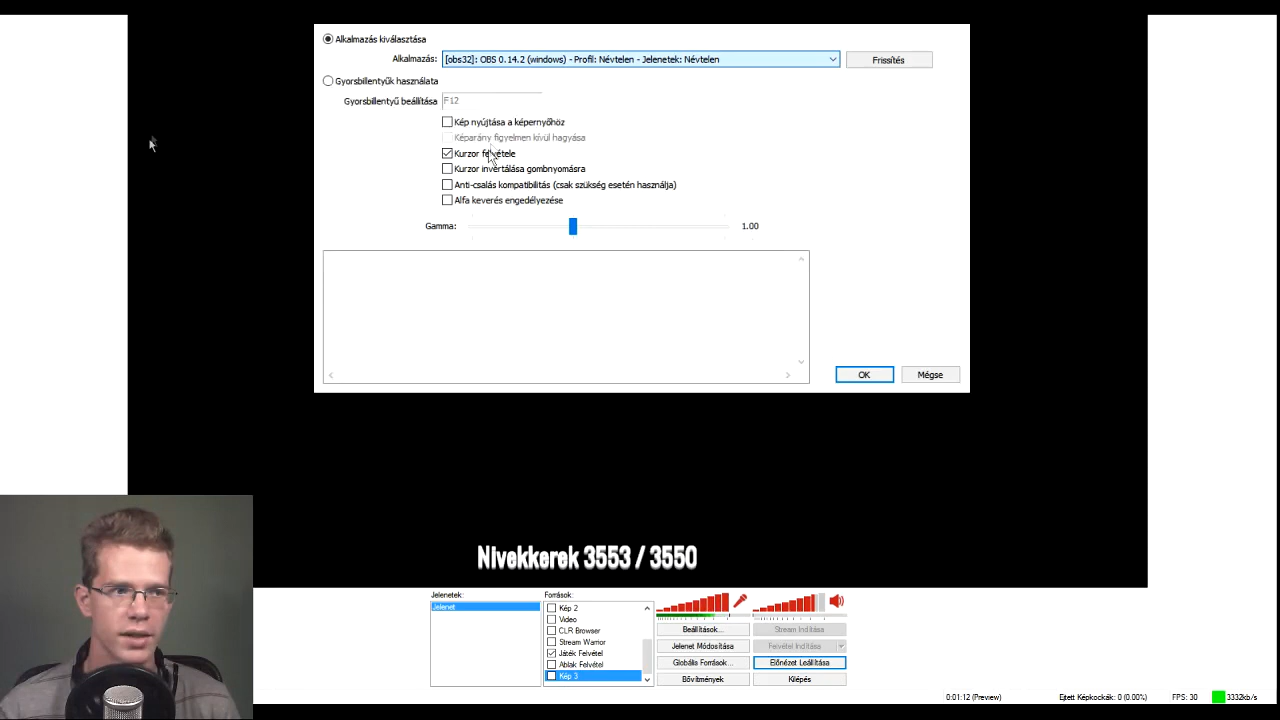 Alkalmazás kiválasztása
Alkalmazás: [obs32]: OBS 0.14.2 (windows) - Profil: Névtelen - Jelenetek: Névtelen Frissítés
Gyorsbillentyűk használata
Gyorsbillentyű beállítása F12
Kép nyújtása a képernyőhöz
Képarány figyelmen kívül hagyása
Kurzor felvétele
Kurzor invertálása gombnyomásra
Anti-csalás kompatibilitás (csak szükség esetén használja)
Alfa keverés engedélyezése
Gamma: 1.00
OK Mégse
Nivekkerek 3553 / 3550
Jelenetek:
Jelenet
Források:
Kép 2
Video
CLR Browser
Stream Warrior
Játék Felvétel
Ablak Felvétel
Kép 3
Beállítások... Stream Indítása
Jelenet Módosítása Felvétel Indítása
Globális Források... Előnézet Leállítása
Bővítmények Kilépés
0:01:12 (Preview) Ejtett Képkockák: 0 (0.00%) FPS: 30 3332kb/s